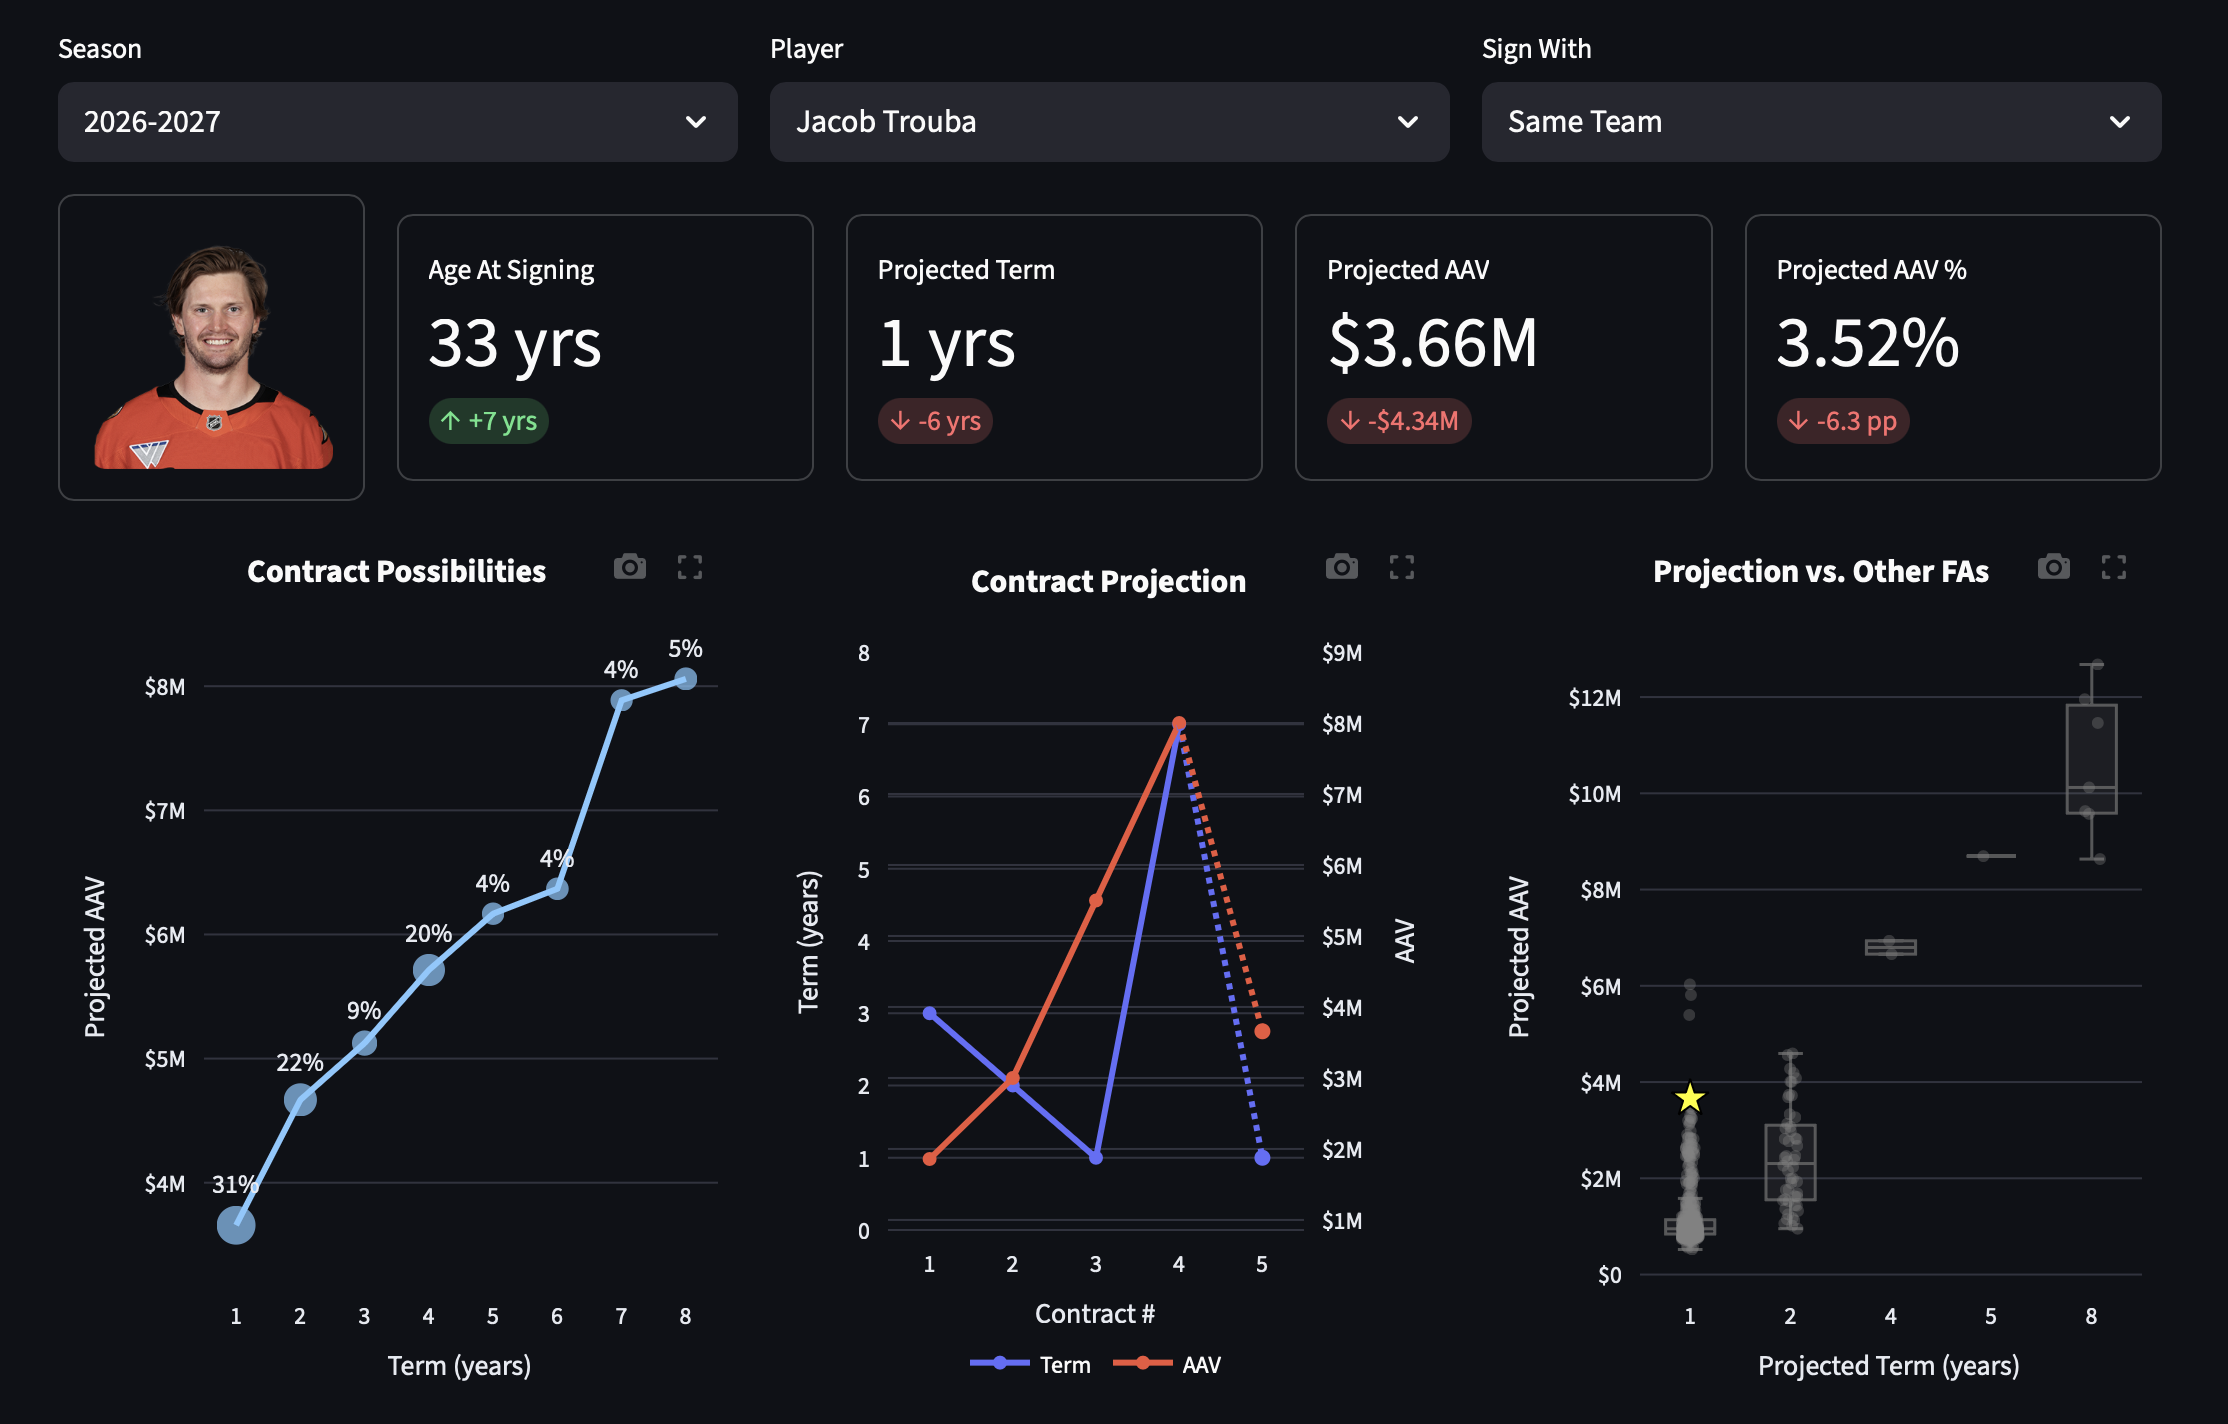 Season
Player
Sign With
2026-2027
Jacob Trouba
Same Team
Age At Signing
33 yrs
↑ +7 yrs
Projected Term
1 yrs
↓ -6 yrs
Projected AAV
$3.66M
↓ -$4.34M
Projected AAV %
3.52%
↓ -6.3 pp
Contract Possibilities
Projected AAV
$8M
$7M
$6M
$5M
$4M
31%
22%
9%
20%
4%
4%
4%
5%
1 2 3 4 5 6 7 8
Term (years)
Contract Projection
Term (years)
8
7
6
5
4
3
2
1
0
$9M
$8M
$7M
$6M
$5M
$4M
$3M
$2M
$1M
AAV
1 2 3 4 5
Contract #
Term
AAV
Projection vs. Other FAs
Projected AAV
$12M
$10M
$8M
$6M
$4M
$2M
$0
1 2 4 5 8
Projected Term (years)